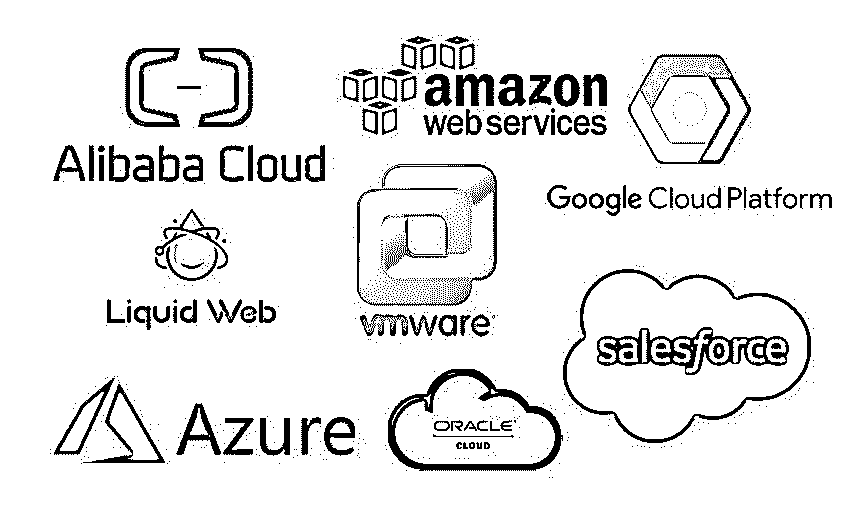 Alibaba Cloud
amazon
web services
Google Cloud Platform
Liquid Web
vmware
salesforce
Azure
ORACLE
CLOUD